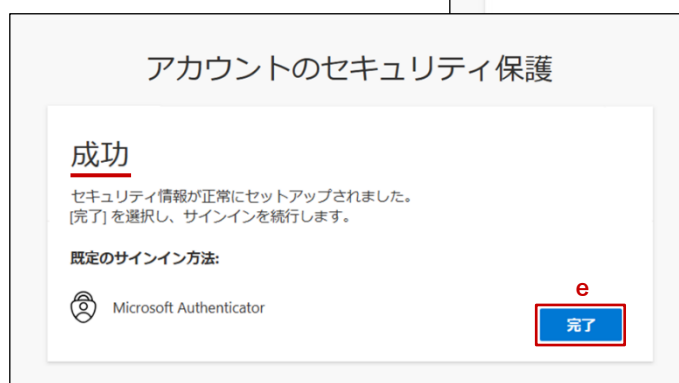 アカウントのセキュリティ保護
成功
セキュリティ情報が正常にセットアップされました。
[完了] を選択し、サインインを続行します。
既定のサインイン方法:
Microsoft Authenticator
e
完了